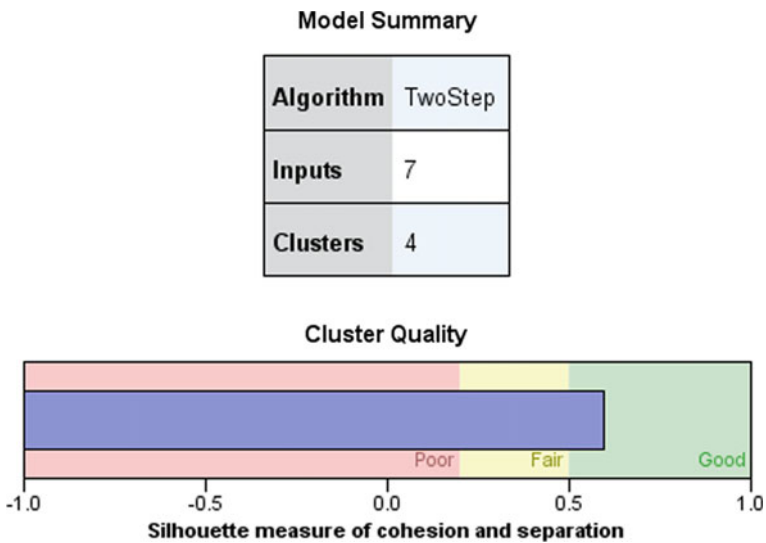 Model Summary
Algorithm TwoStep
Inputs 7
Clusters 4
Cluster Quality
Poor Fair Good
-1.0 -0.5 0.0 0.5 1.0
Silhouette measure of cohesion and separation